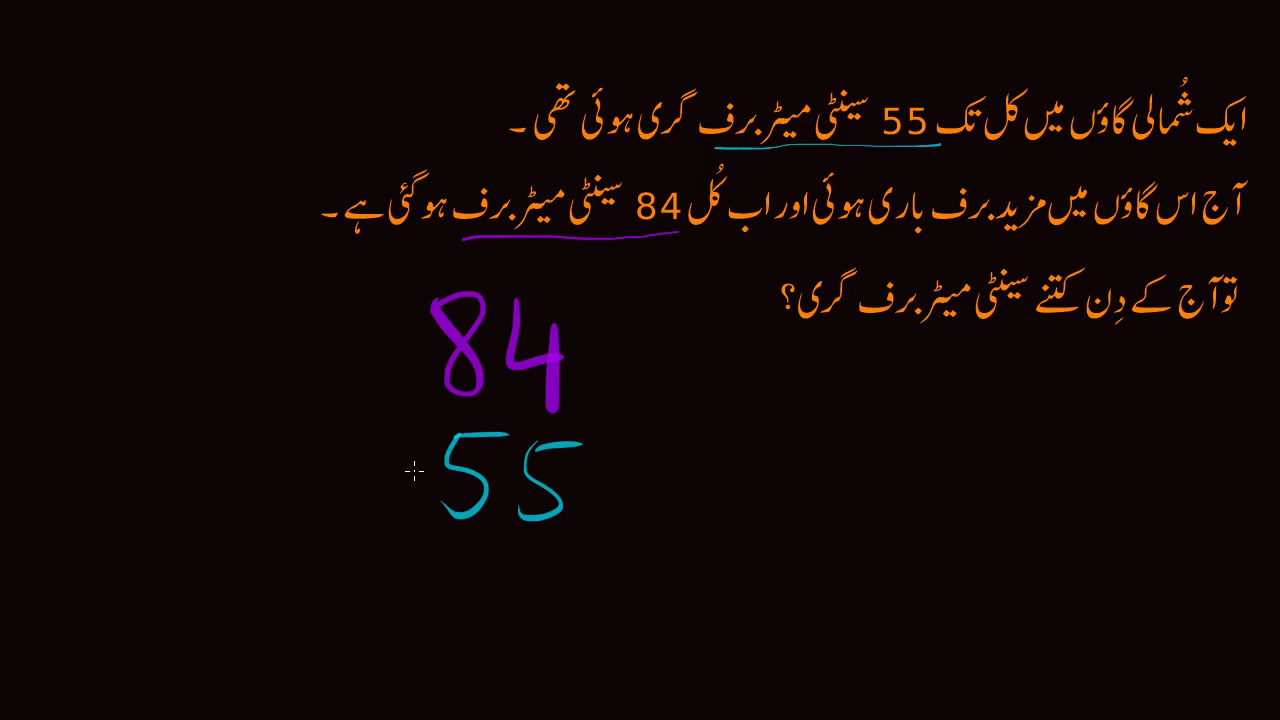 ایک شُمالی گاؤں میں کل تک 55 سینٹی میٹر برف گری ہوئی تھی ۔
آج اس گاؤں میں مزید برف باری ہوئی اور اب کُل 84 سینٹی میٹر برف ہو گئی ہے ۔
تو آج کے دِن کتنے سینٹی میٹر برف گری؟
84
55